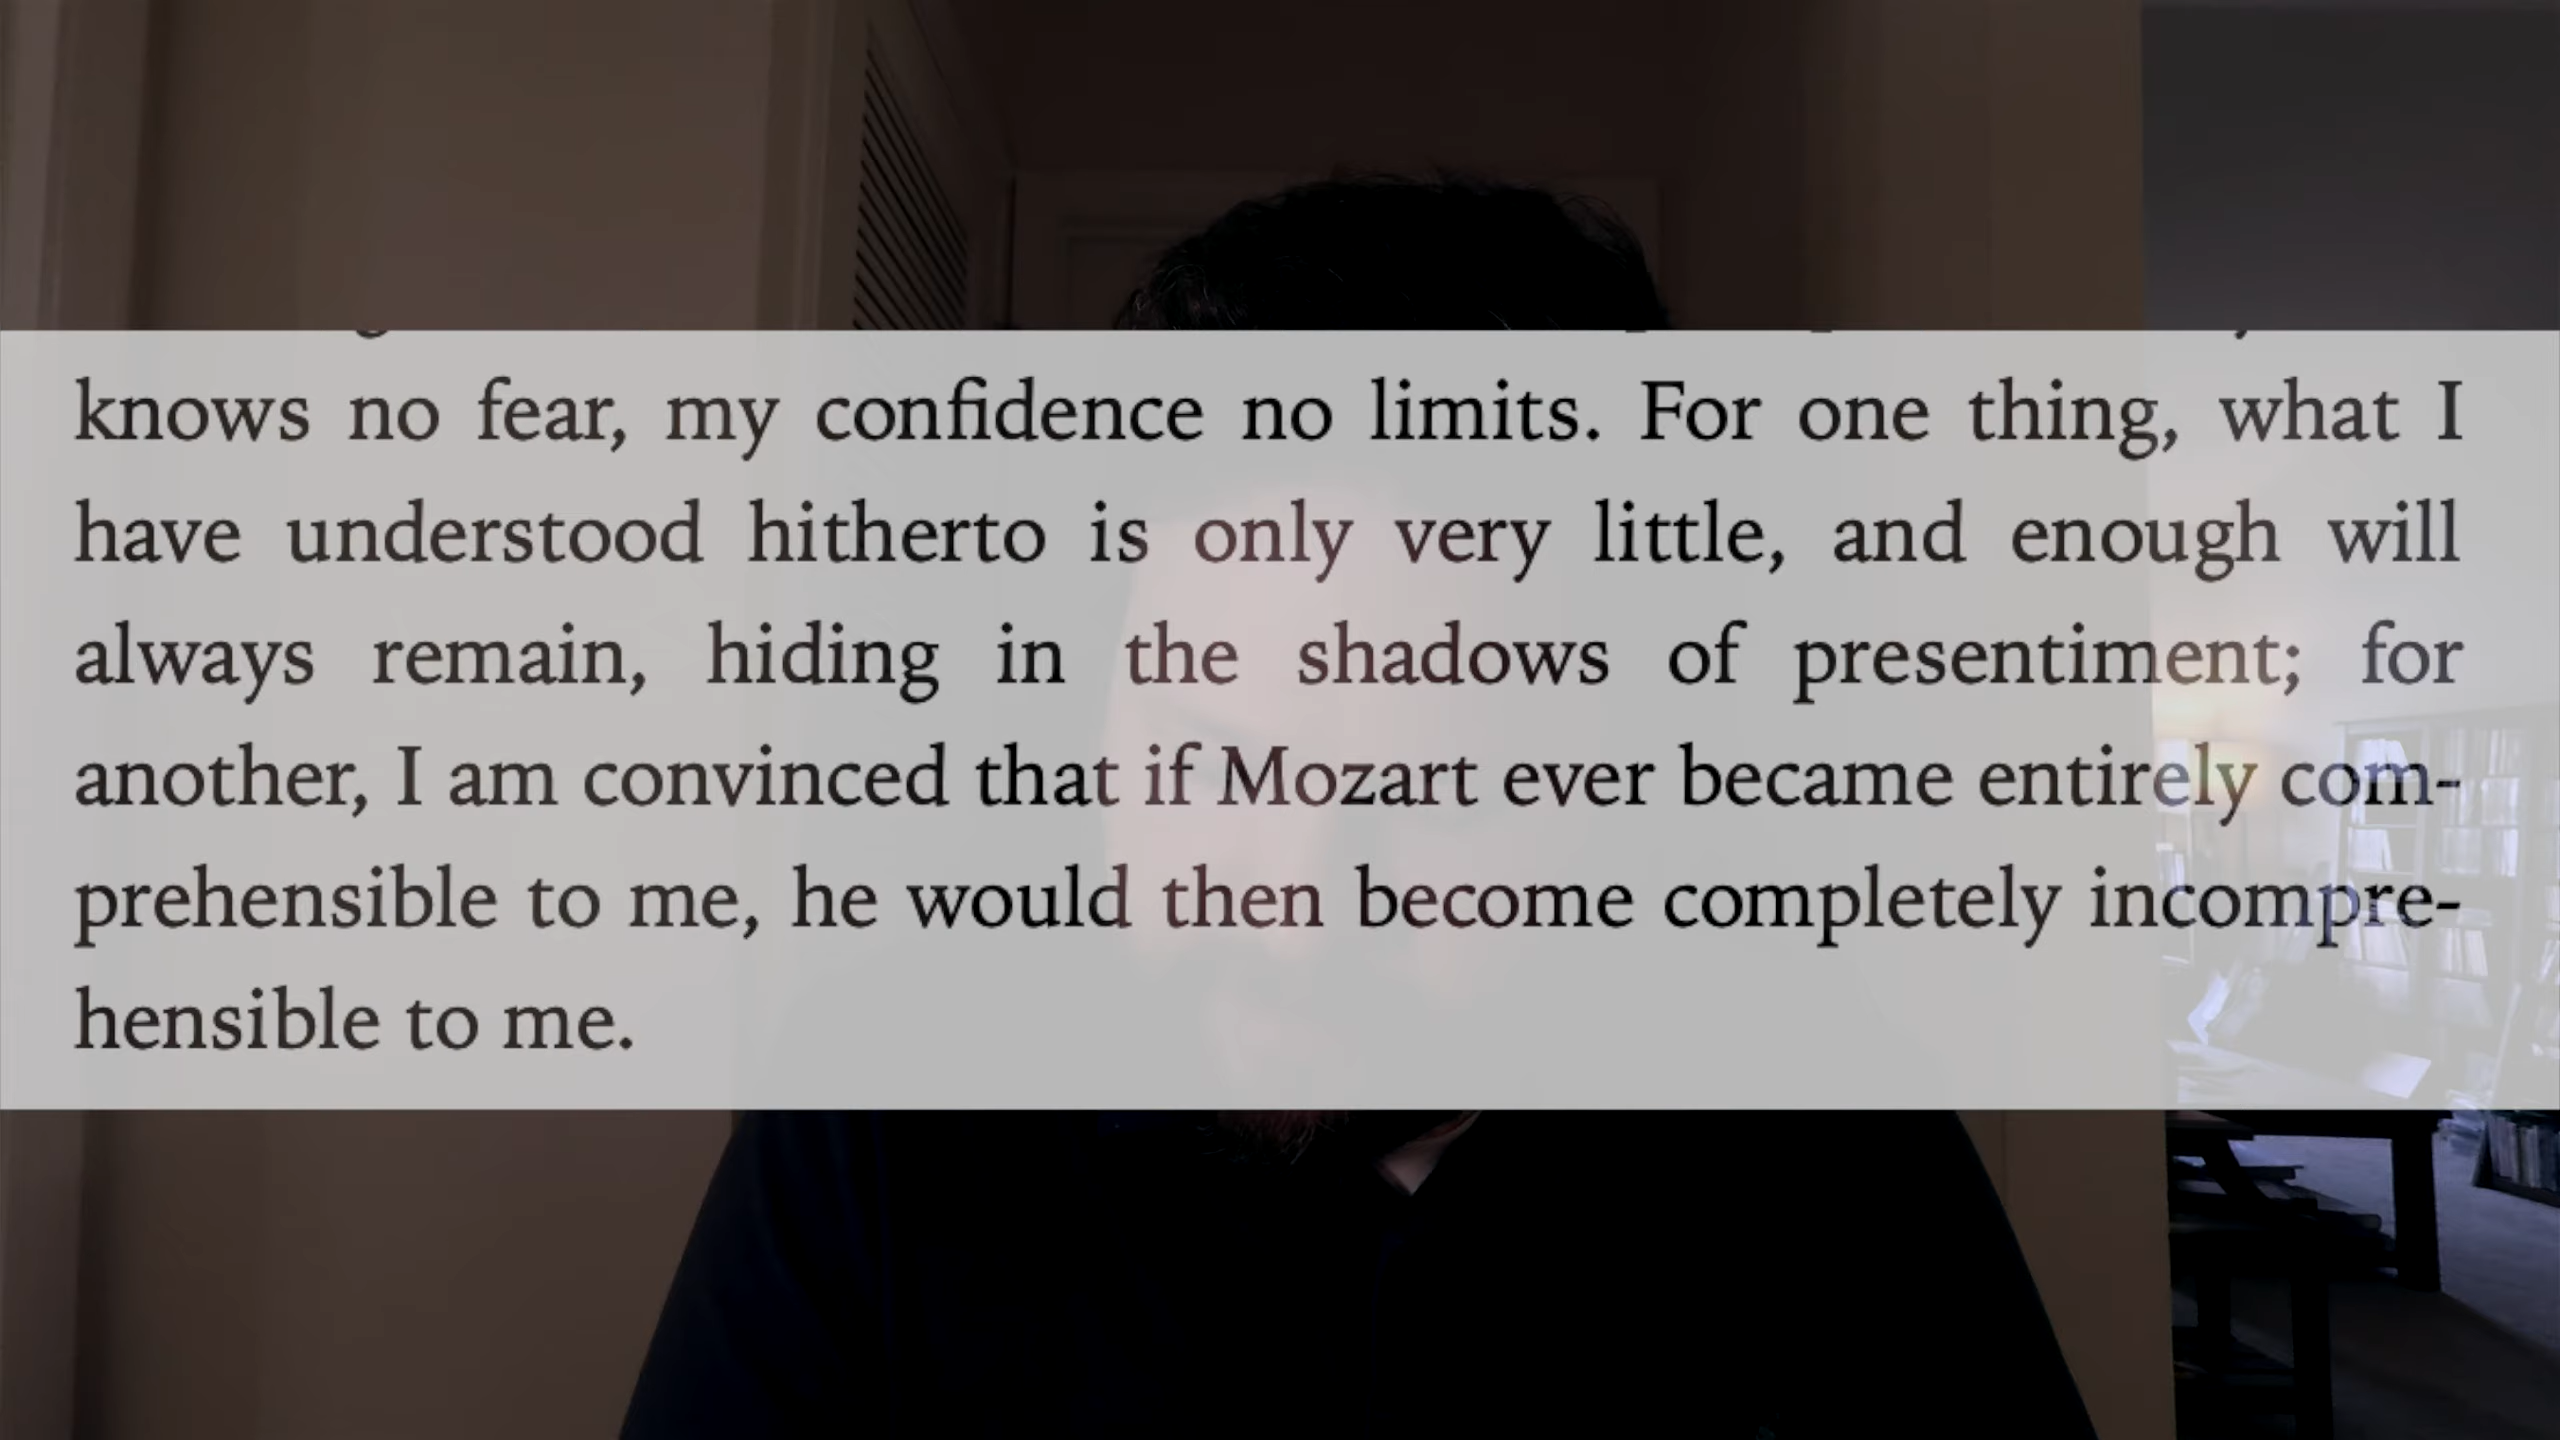 knows no fear, my confidence no limits. For one thing, what I
have understood hitherto is only very little, and enough will
always remain, hiding in the shadows of presentiment; for
another, I am convinced that if Mozart ever became entirely com-
prehensible to me, he would then become completely incompre-
hensible to me.